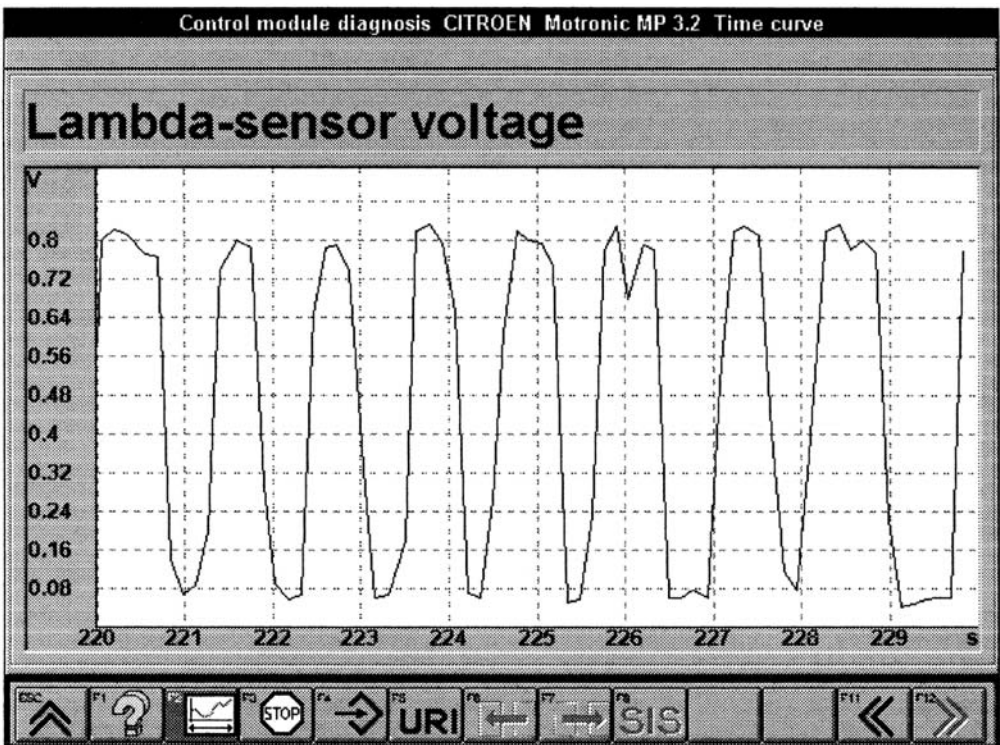 Control module diagnosis CITROEN Motronic MP 3.2 Time curve
Lambda-sensor voltage
V
0.8
0.72
0.64
0.56
0.48
0.4
0.32
0.24
0.16
0.08
220 221 222 223 224 225 226 227 228 229 s
ESC F1 F2 F3 STOP F4 F5 URI F6 F7 F8 SIS F11 F12